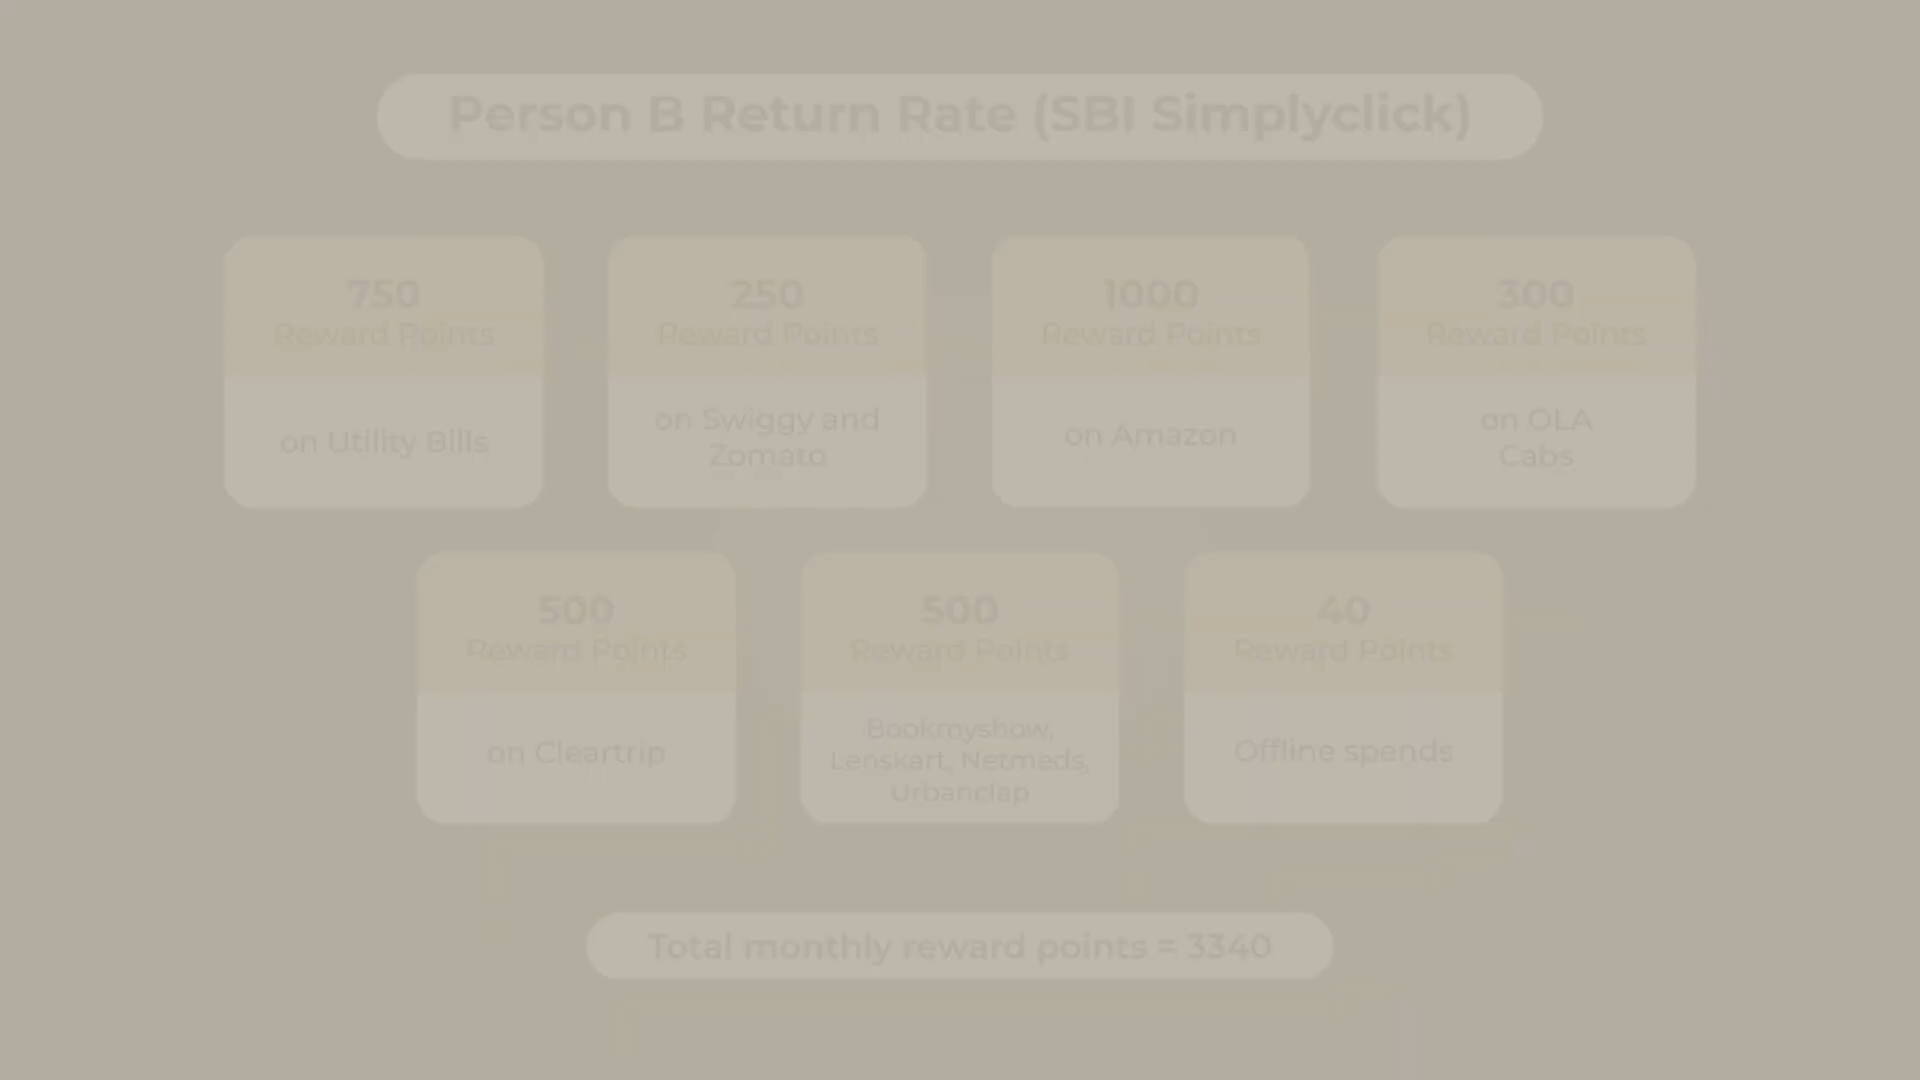 Person B Return Rate (SBI Simplyclick)
750
Reward Points
on Utility Bills
250
Reward Points
on Swiggy and
Zomato
1000
Reward Points
on Amazon
300
Reward Points
on OLA
Cabs
500
Reward Points
on Cleartrip
500
Reward Points
Bookmyshow,
Lenskart, Netmeds,
Urbanclap
40
Reward Points
Offline spends
Total monthly reward points = 3340